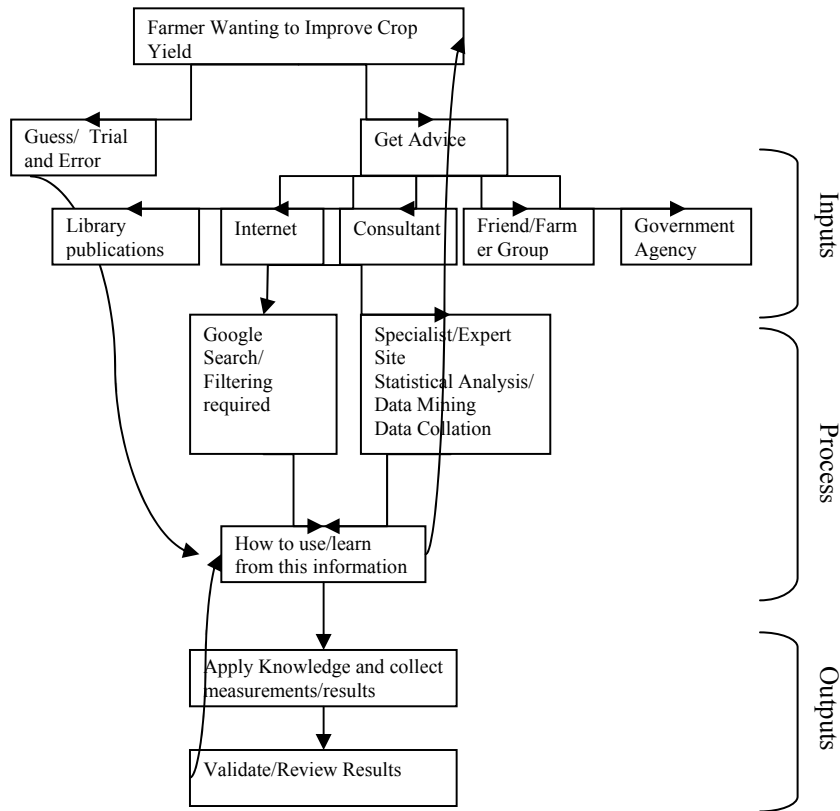 Farmer Wanting to Improve Crop
Yield
Guess/ Trial
and Error
Get Advice
Library
publications
Internet
Consultant
Friend/Farm
er Group
Government
Agency
Inputs
Google
Search/
Filtering
required
Specialist/Expert
Site
Statistical Analysis/
Data Mining
Data Collation
Process
How to use/learn
from this information
Apply Knowledge and collect
measurements/results
Validate/Review Results
Outputs